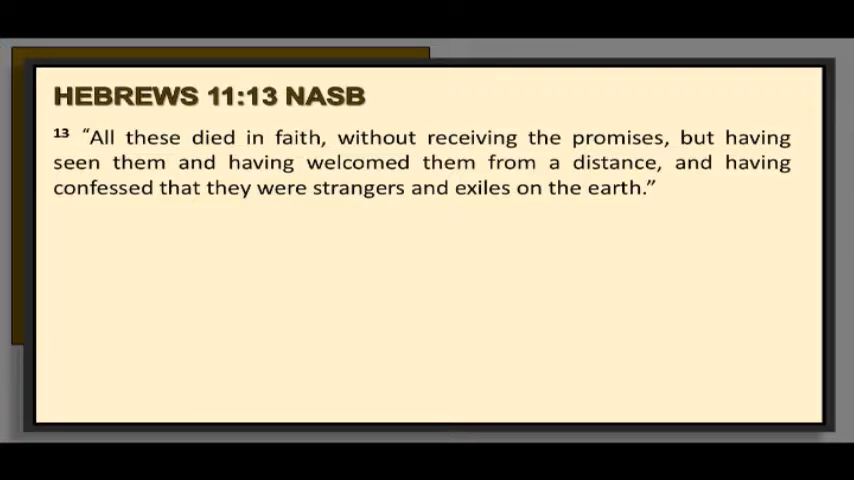 HEBREWS 11:13 NASB
13 “All these died in faith, without receiving the promises, but having
seen them and having welcomed them from a distance, and having
confessed that they were strangers and exiles on the earth.”